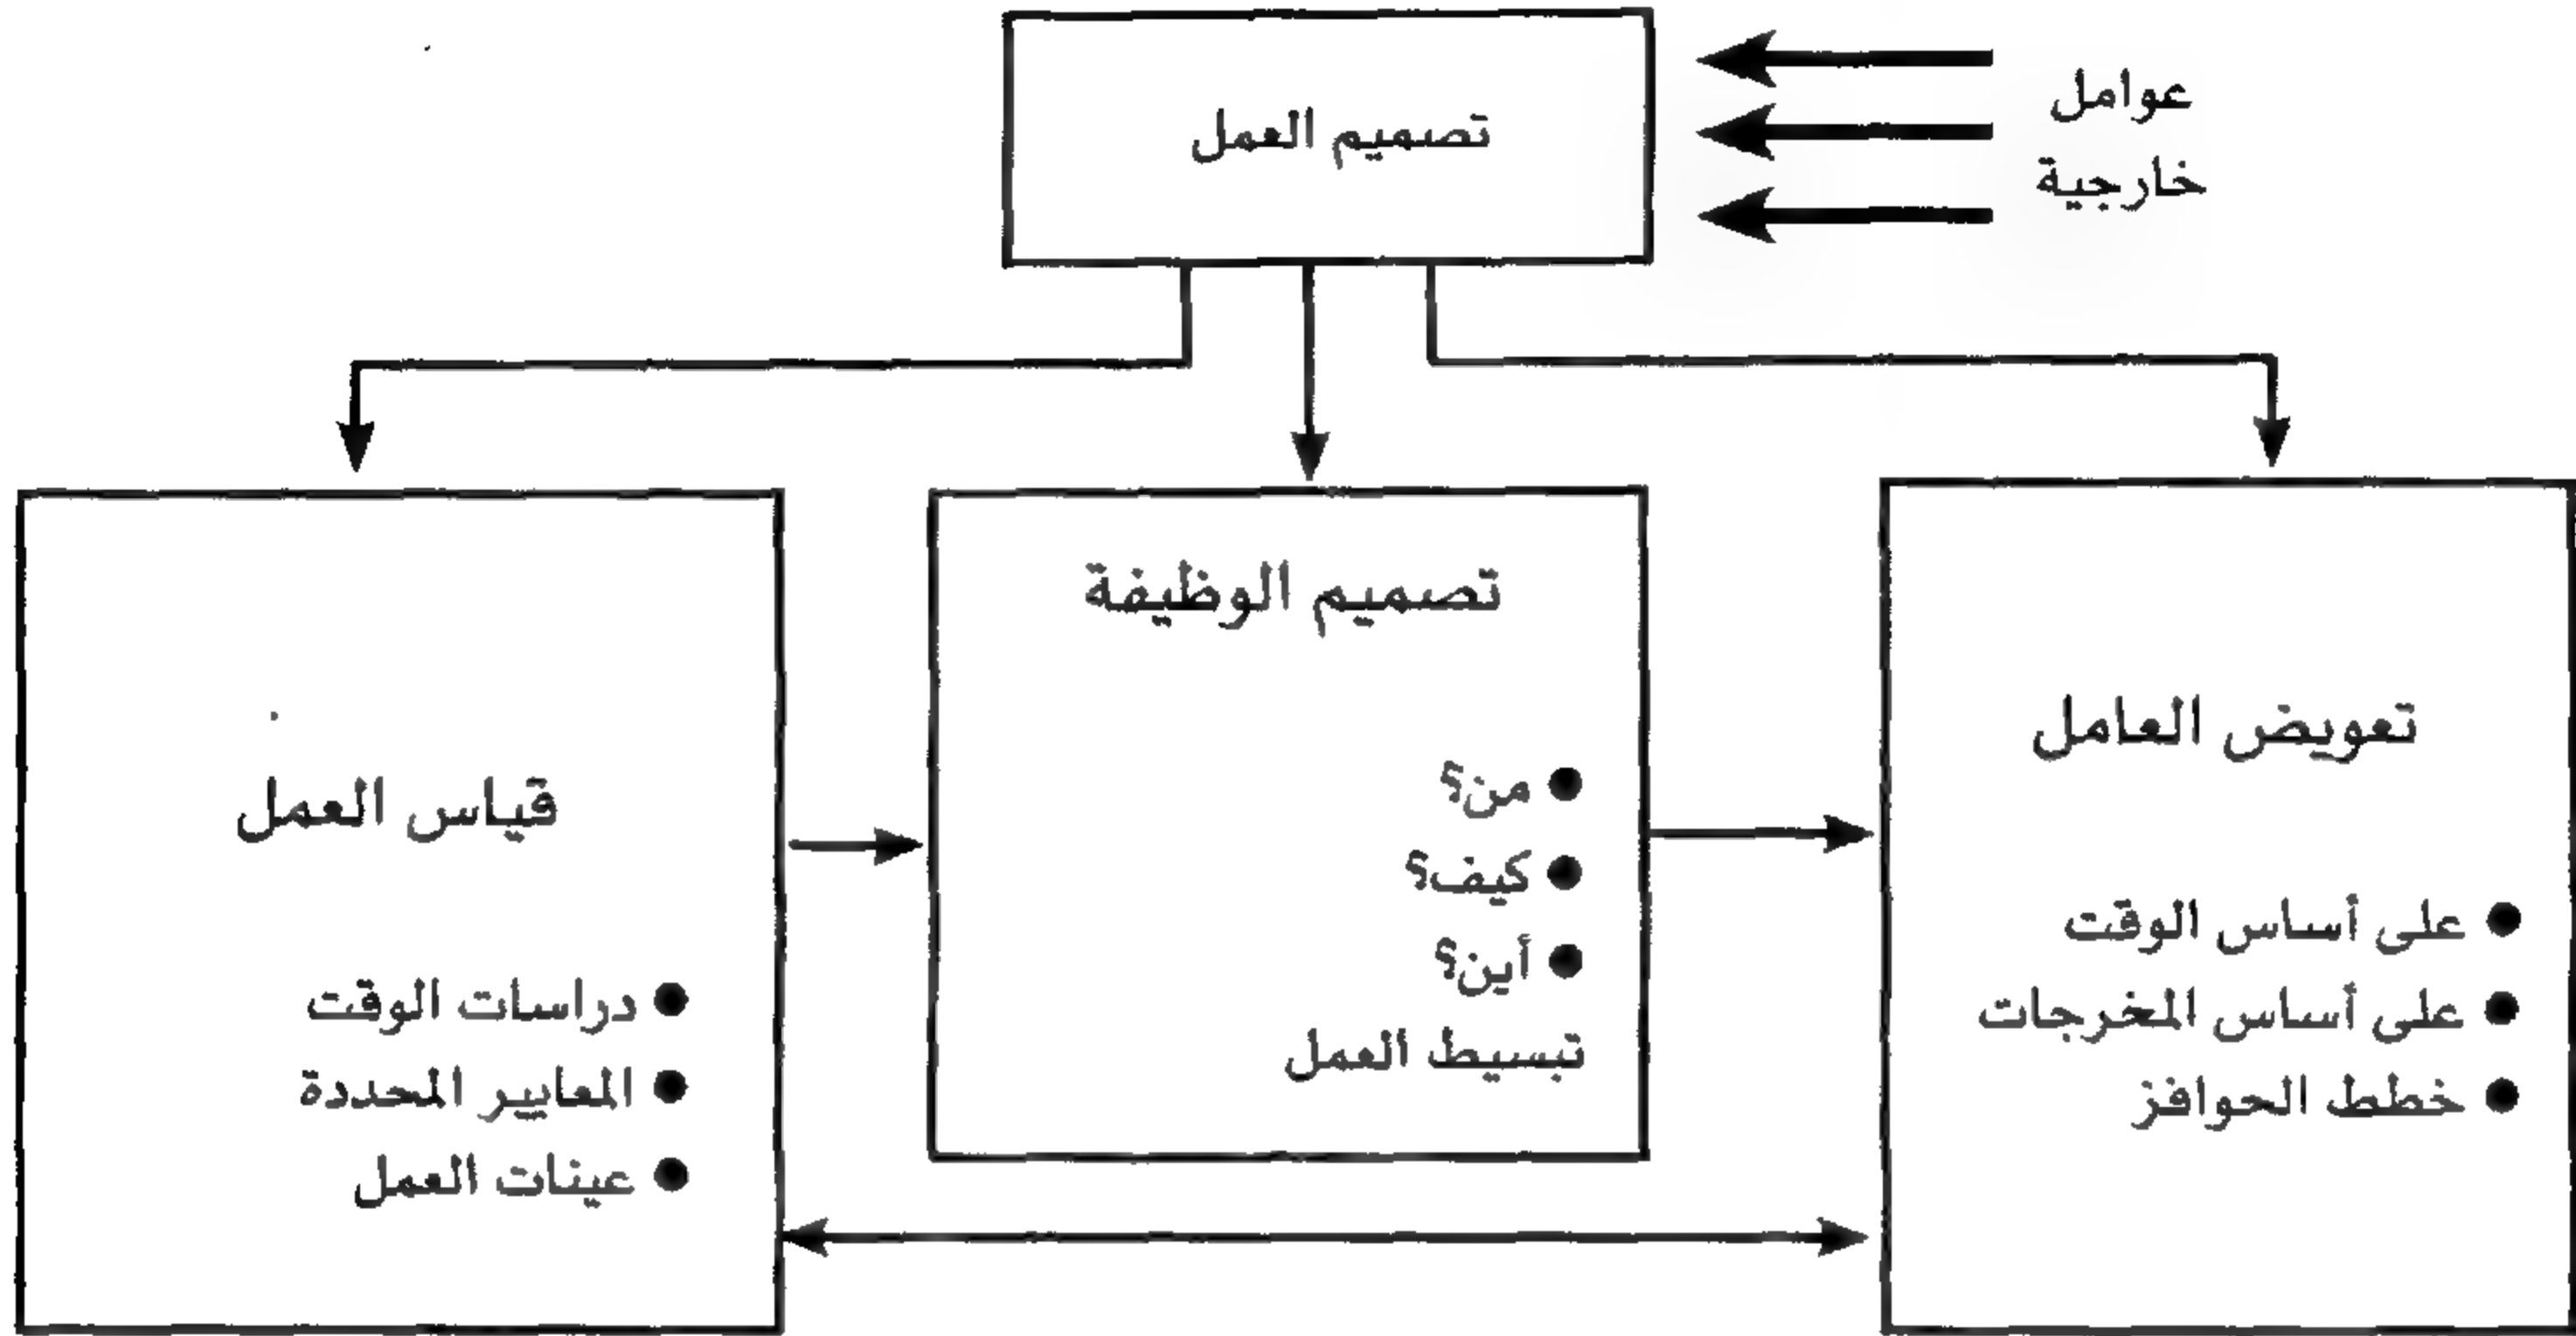 تصميم العمل
عوامل
خارجية
تعويض العامل
● على أساس الوقت
● على أساس المخرجات
● خطط الحوافز
تصميم الوظيفة
● من؟
● كيف؟
● أين؟
تبسيط العمل
قياس العمل
● دراسات الوقت
● المعايير المحددة
● عينات العمل